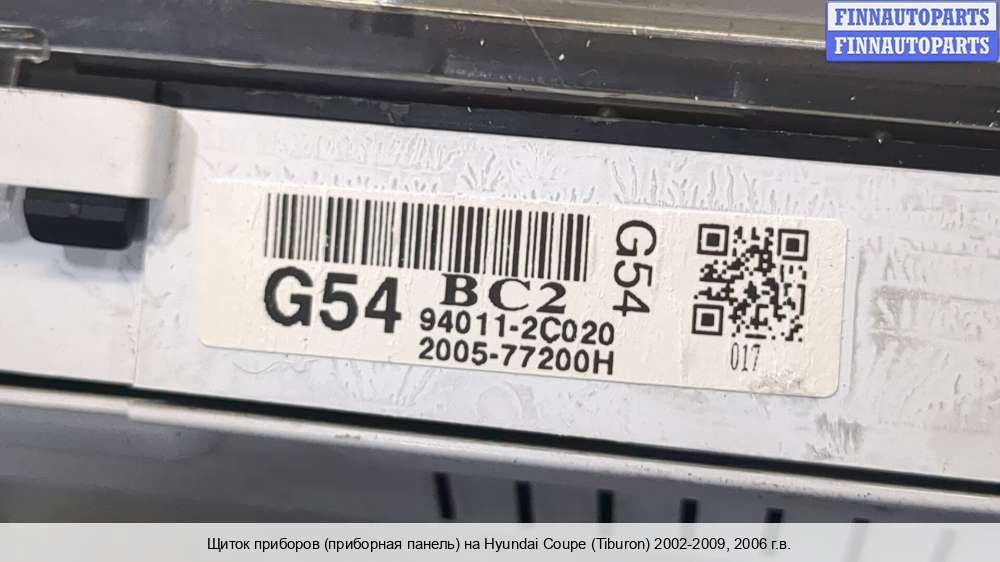 FINNAUTOPARTS
FINNAUTOPARTS
G54
BC2
94011-2C020
2005-77200H
G54
017
Щиток приборов (приборная панель) на Hyundai Coupe (Tiburon) 2002-2009, 2006 г.в.